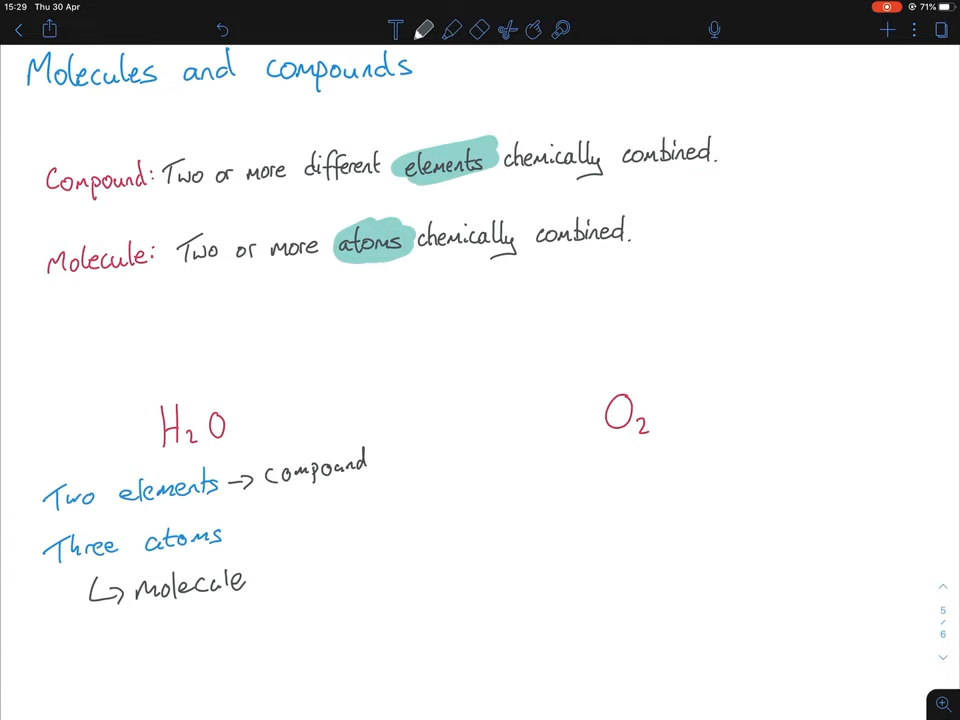 15:29 Thu 30 Apr 71%
T
Molecules and compounds
Compound: Two or more different elements chemically combined.
Molecule: Two or more atoms chemically combined.
H₂O O₂
Two elements → compound
Three atoms
↳ molecule
5
/
6